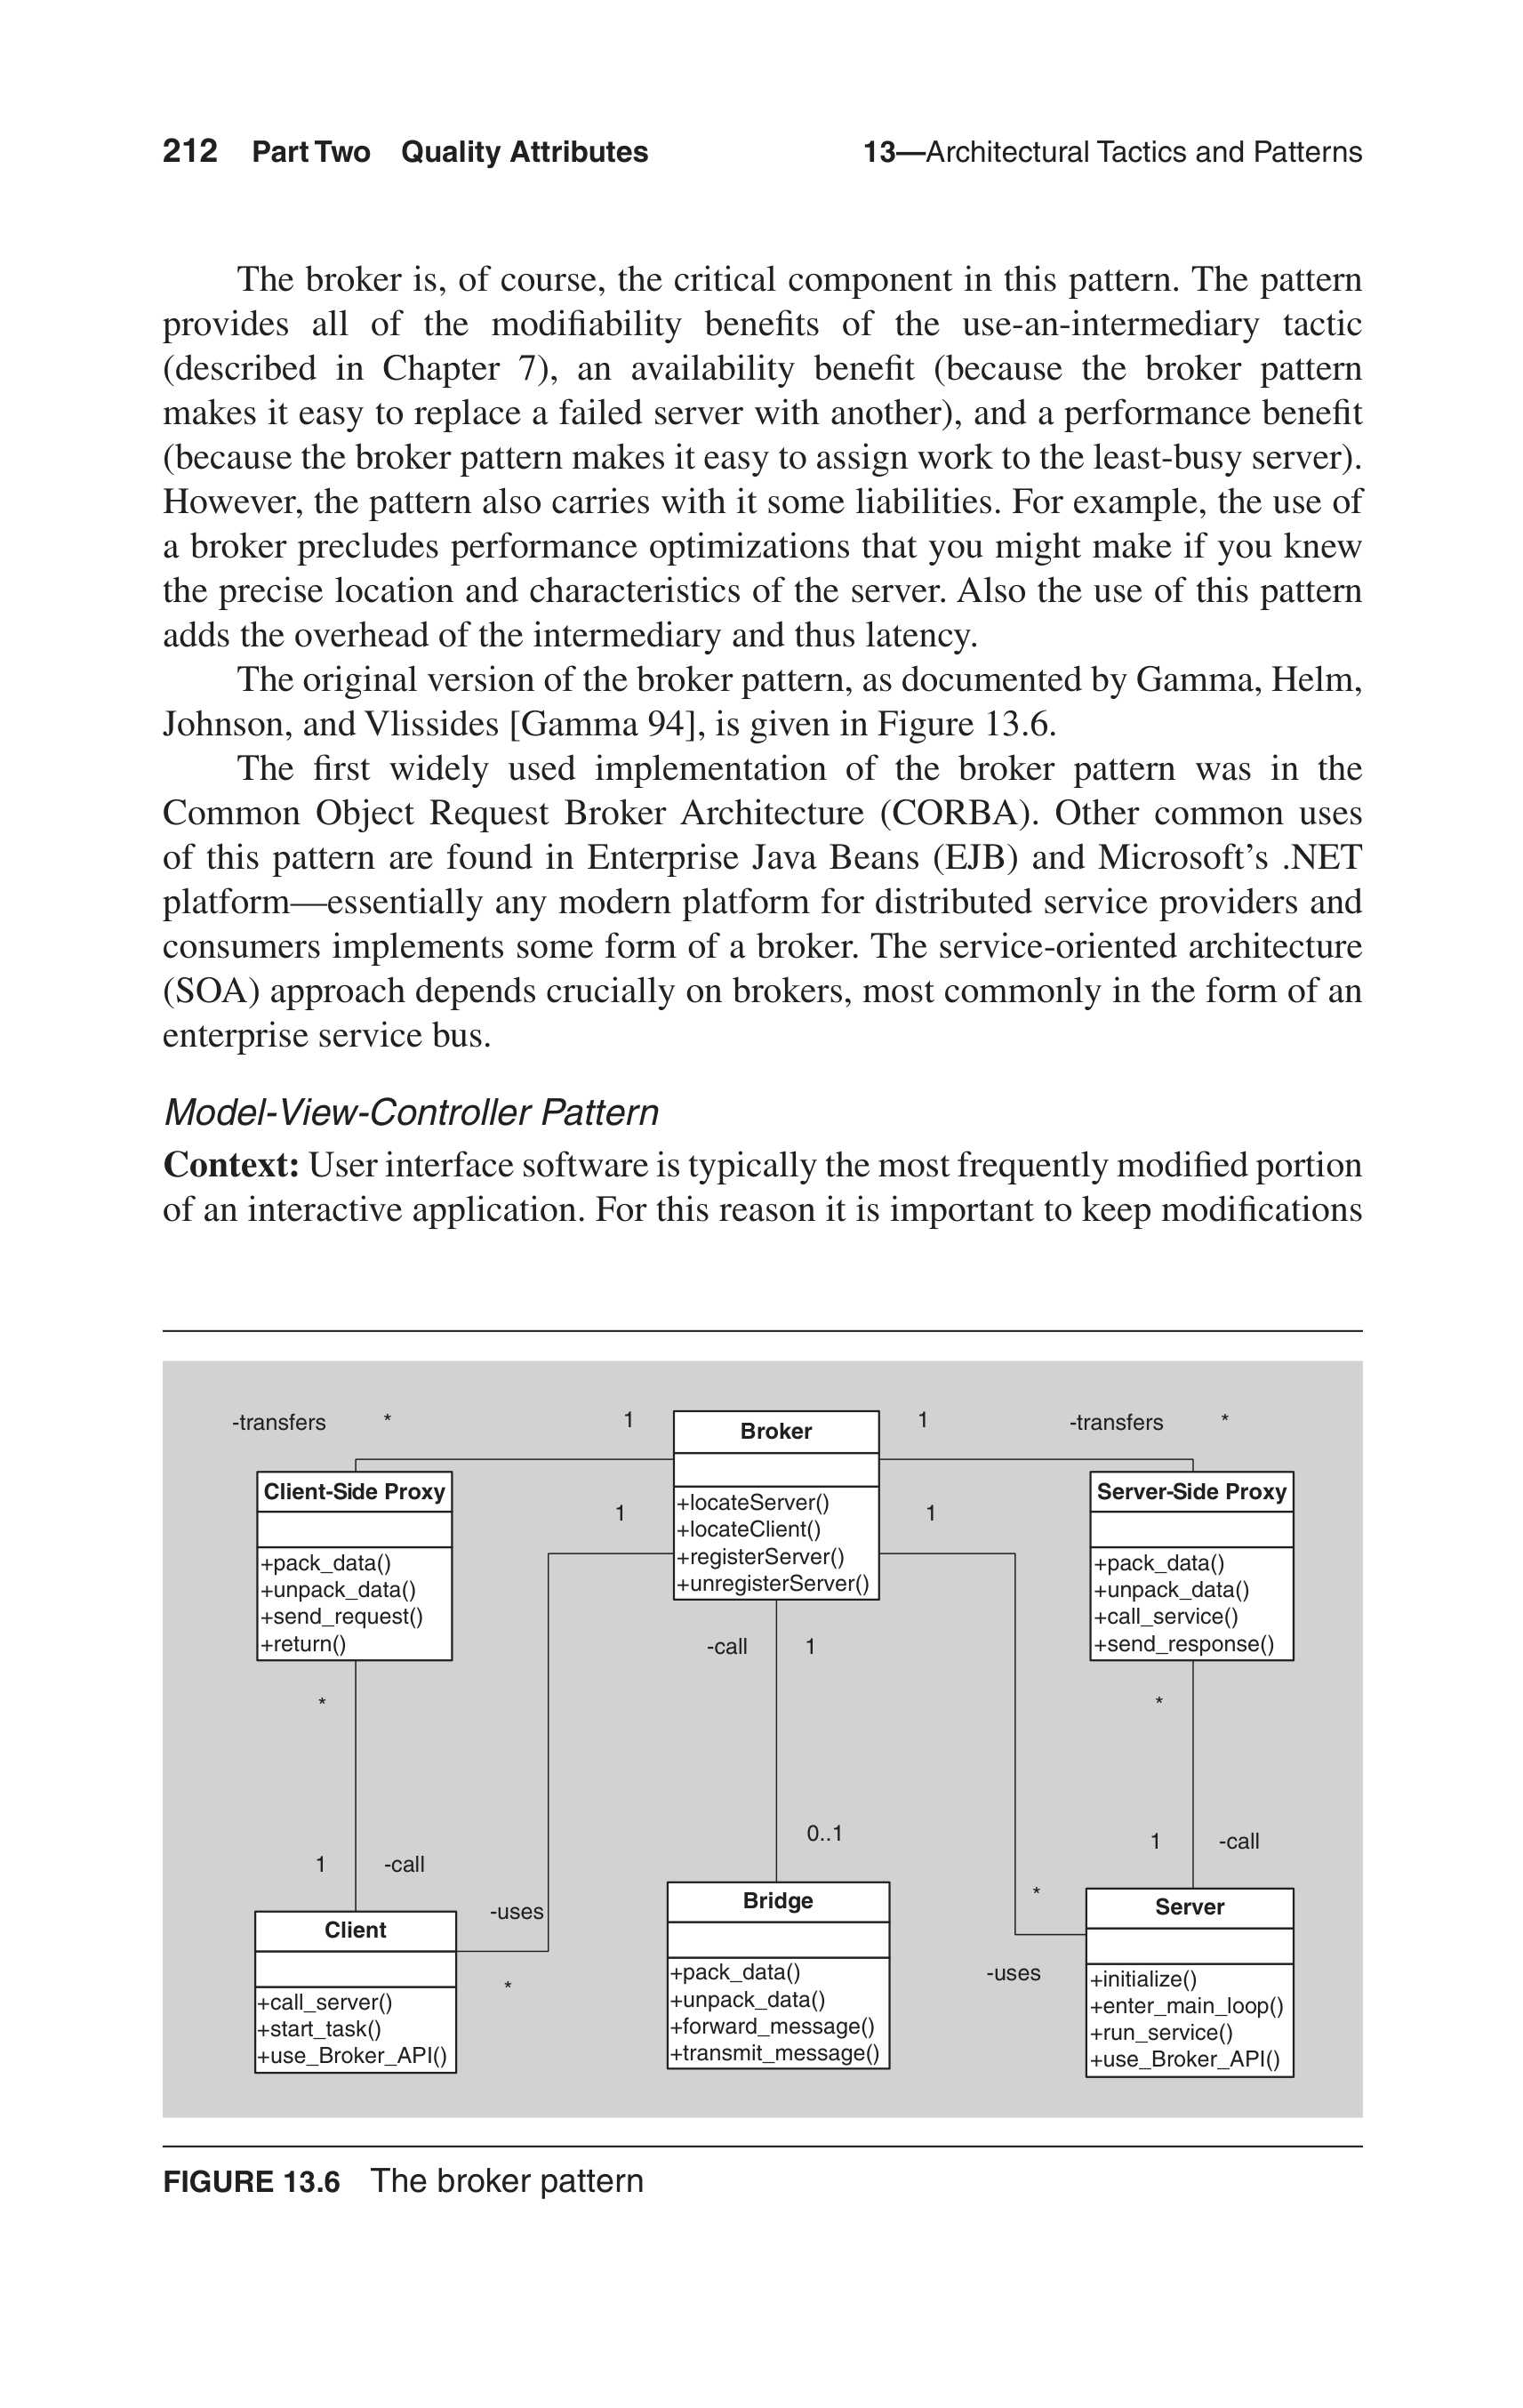 212 Part Two Quality Attributes 13—Architectural Tactics and Patterns
The broker is, of course, the critical component in this pattern. The pattern
provides all of the modifiability benefits of the use-an-intermediary tactic
(described in Chapter 7), an availability benefit (because the broker pattern
makes it easy to replace a failed server with another), and a performance benefit
(because the broker pattern makes it easy to assign work to the least-busy server).
However, the pattern also carries with it some liabilities. For example, the use of
a broker precludes performance optimizations that you might make if you knew
the precise location and characteristics of the server. Also the use of this pattern
adds the overhead of the intermediary and thus latency.
The original version of the broker pattern, as documented by Gamma, Helm,
Johnson, and Vlissides [Gamma 94], is given in Figure 13.6.
The first widely used implementation of the broker pattern was in the
Common Object Request Broker Architecture (CORBA). Other common uses
of this pattern are found in Enterprise Java Beans (EJB) and Microsoft’s .NET
platform—essentially any modern platform for distributed service providers and
consumers implements some form of a broker. The service-oriented architecture
(SOA) approach depends crucially on brokers, most commonly in the form of an
enterprise service bus.
Model-View-Controller Pattern
Context: User interface software is typically the most frequently modified portion
of an interactive application. For this reason it is important to keep modifications
-transfers * 1
Broker
1 -transfers *
Client-Side Proxy
+pack_data()
+unpack_data()
+send_request()
+return()
1
+locateServer()
+locateClient()
+registerServer()
+unregisterServer()
1
Server-Side Proxy
+pack_data()
+unpack_data()
+call_service()
+send_response()
-call 1
*
*
0..1
1 -call
1 -call
-uses
*
Client
+call_server()
+start_task()
+use_Broker_API()
*
Bridge
+pack_data()
+unpack_data()
+forward_message()
+transmit_message()
-uses
Server
+initialize()
+enter_main_loop()
+run_service()
+use_Broker_API()
FIGURE 13.6 The broker pattern